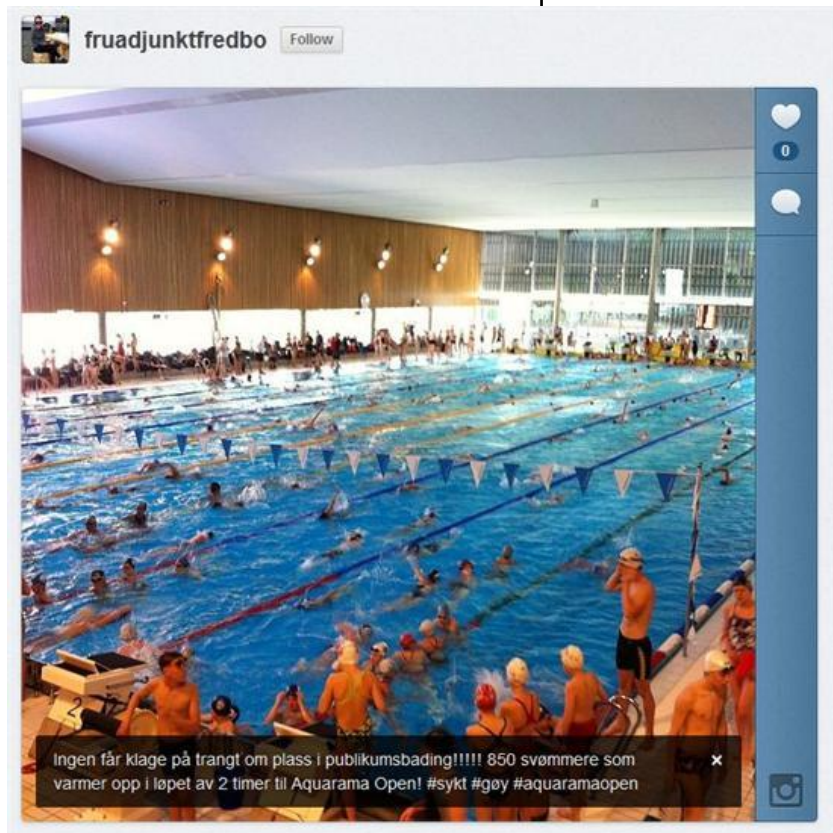 fruadjunktfredbo Follow
0
Ingen får klage på trangt om plass i publikumsbading!!!!! 850 svømmere som
varmer opp i løpet av 2 timer til Aquarama Open! #sykt #gøy #aquaramaopen
×